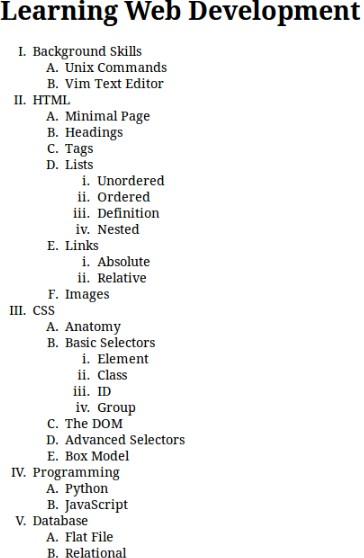 Learning Web Development
I. Background Skills
A. Unix Commands
B. Vim Text Editor
II. HTML
A. Minimal Page
B. Headings
C. Tags
D. Lists
i. Unordered
ii. Ordered
iii. Definition
iv. Nested
E. Links
i. Absolute
ii. Relative
F. Images
III. CSS
A. Anatomy
B. Basic Selectors
i. Element
ii. Class
iii. ID
iv. Group
C. The DOM
D. Advanced Selectors
E. Box Model
IV. Programming
A. Python
B. JavaScript
V. Database
A. Flat File
B. Relational